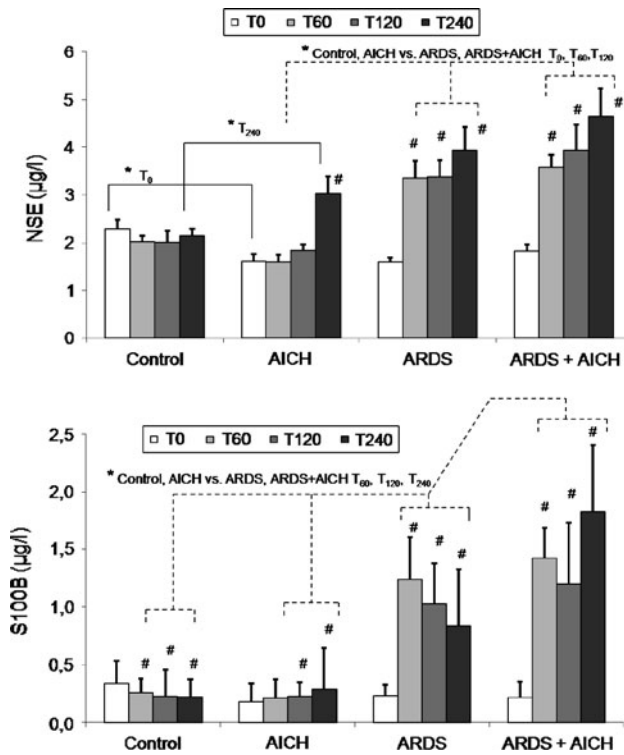 T0 T60 T120 T240
* Control, AICH vs. ARDS, ARDS+AICH T0, T60,T120
6
5
4
3
2
1
0
NSE (µg/l)
* T240
* T0
#
# # #
# # #
Control AICH ARDS ARDS + AICH
2,5
2,0
1,5
1,0
0,5
0,0
S100B (µg/l)
T0 T60 T120 T240
* Control, AICH vs. ARDS, ARDS+AICH T60, T120, T240
# # #
# #
# # #
# # #
Control AICH ARDS ARDS + AICH